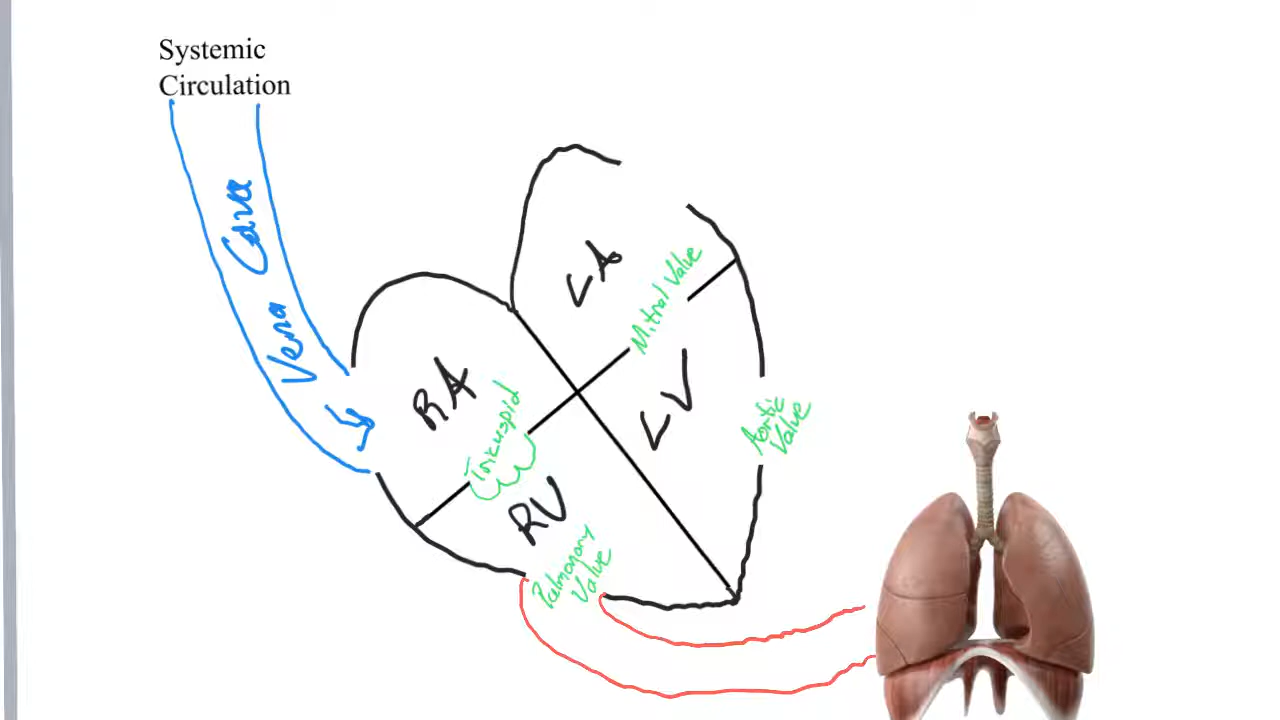 Systemic
Circulation
Vena Cava
LA
Mitral Valve
RA
LV
Tricuspid
Aortic
Valve
RV
Pulmonary
Valve